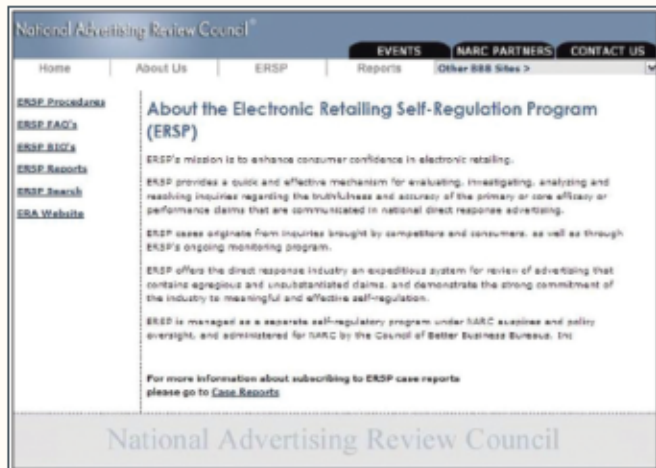 National Advertising Review Council®
EVENTS NARC PARTNERS CONTACT US
Home About Us ERSP Reports Other BBB Sites >
ERSP Procedures
ERSP FAQ's
ERSP BIO's
ERSP Reports
ERSP Search
ERA Website
About the Electronic Retailing Self-Regulation Program
(ERSP)
ERSP's mission is to enhance consumer confidence in electronic retailing.
ERSP provides a quick and effective mechanism for evaluating, investigating, analyzing and
resolving inquiries regarding the truthfulness and accuracy of the primary or core efficacy or
performance claims that are communicated in national direct response advertising.
ERSP cases originate from inquiries brought by competitors and consumers, as well as through
ERSP's ongoing monitoring program.
ERSP offers the direct response industry an expeditious system for review of advertising that
contains egregious and unsubstantiated claims, and demonstrate the strong commitment of
the industry to meaningful and effective self-regulation.
ERSP is managed as a separate self-regulatory program under NARC auspices and policy
oversight, and administered for NARC by the Council of Better Business Bureaus, Inc
For more information about subscribing to ERSP case reports
please go to Case Reports
National Advertising Review Council